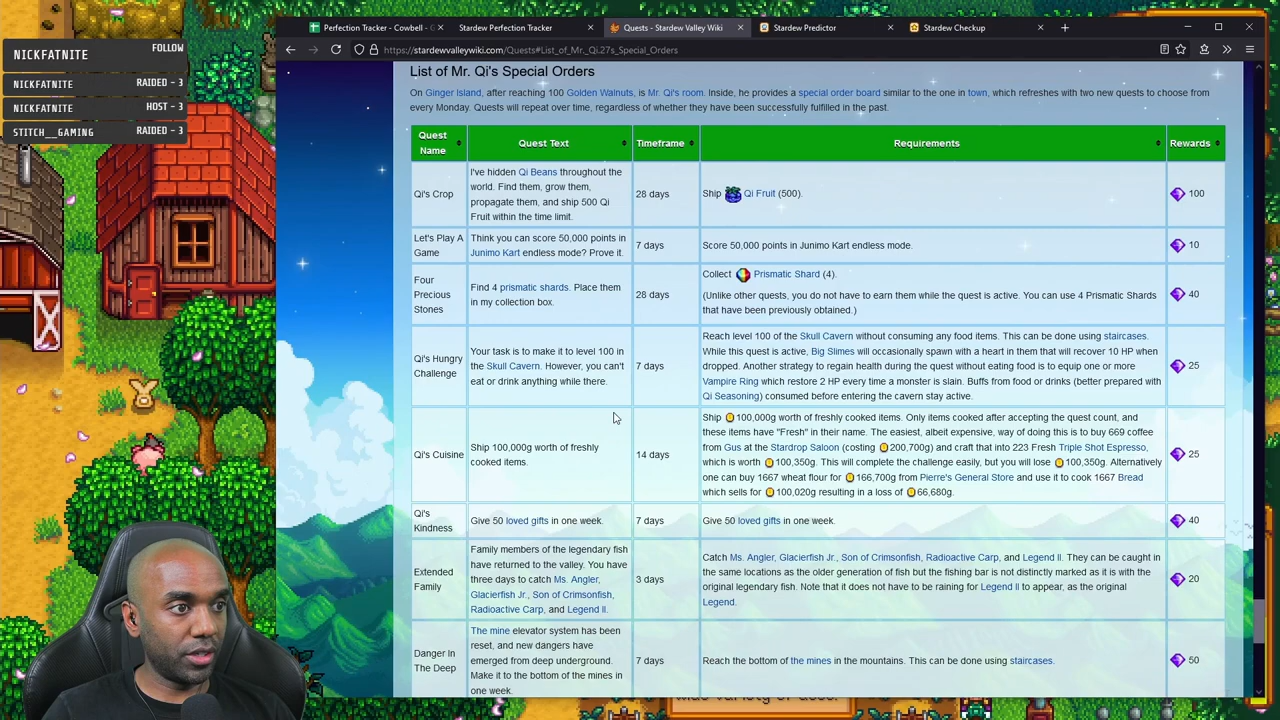 NICKFATNITE FOLLOW
NICKFATNITE RAIDED - 3
NICKFATNITE HOST - 3
STITCH__GAMING RAIDED - 3
Perfection Tracker - Cowbell - G
Stardew Perfection Tracker
Quests - Stardew Valley Wiki
Stardew Predictor
Stardew Checkup
https://stardewvalleywiki.com/Quests#List_of_Mr._Qi.27s_Special_Orders
List of Mr. Qi's Special Orders
On Ginger Island, after reaching 100 Golden Walnuts, is Mr. Qi's room. Inside, he provides a special order board similar to the one in town, which refreshes with two new quests to choose from
every Monday. Quests will repeat over time, regardless of whether they have been successfully fulfilled in the past.
Quest
Name
Quest Text
Timeframe
Requirements
Rewards
Qi's Crop
I've hidden Qi Beans throughout the
world. Find them, grow them,
propagate them, and ship 500 Qi
Fruit within the time limit.
28 days
Ship Qi Fruit (500).
100
Let's Play A
Game
Think you can score 50,000 points in
Junimo Kart endless mode? Prove it.
7 days
Score 50,000 points in Junimo Kart endless mode.
10
Four
Precious
Stones
Find 4 prismatic shards. Place them
in my collection box.
28 days
Collect Prismatic Shard (4).
(Unlike other quests, you do not have to earn them while the quest is active. You can use 4 Prismatic Shards
that have been previously obtained.)
40
Qi's Hungry
Challenge
Your task is to make it to level 100 in
the Skull Cavern. However, you can't
eat or drink anything while there.
7 days
Reach level 100 of the Skull Cavern without consuming any food items. This can be done using staircases.
While this quest is active, Big Slimes will occasionally spawn with a heart in them that will recover 10 HP when
dropped. Another strategy to regain health during the quest without eating food is to equip one or more
Vampire Ring which restore 2 HP every time a monster is slain. Buffs from food or drinks (better prepared with
Qi Seasoning) consumed before entering the cavern stay active.
25
Qi's Cuisine
Ship 100,000g worth of freshly
cooked items.
14 days
Ship 100,000g worth of freshly cooked items. Only items cooked after accepting the quest count, and
these items have "Fresh" in their name. The easiest, albeit expensive, way of doing this is to buy 669 coffee
from Gus at the Stardrop Saloon (costing 200,700g) and craft that into 223 Fresh Triple Shot Espresso,
which is worth 100,350g. This will complete the challenge easily, but you will lose 100,350g. Alternatively
one can buy 1667 wheat flour for 166,700g from Pierre's General Store and use it to cook 1667 Bread
which sells for 100,020g resulting in a loss of 66,680g.
25
Qi's
Kindness
Give 50 loved gifts in one week.
7 days
Give 50 loved gifts in one week.
40
Extended
Family
Family members of the legendary fish
have returned to the valley. You have
three days to catch Ms. Angler,
Glacierfish Jr., Son of Crimsonfish,
Radioactive Carp, and Legend II.
3 days
Catch Ms. Angler, Glacierfish Jr., Son of Crimsonfish, Radioactive Carp, and Legend II. They can be caught in
the same locations as the older generation of fish but the fishing bar is not distinctly marked as it is with the
original legendary fish. Note that it does not have to be raining for Legend II to appear, as the original
Legend.
20
Danger In
The Deep
The mine elevator system has been
reset, and new dangers have
emerged from deep underground.
Make it to the bottom of the mines in
one week.
7 days
Reach the bottom of the mines in the mountains. This can be done using staircases.
50